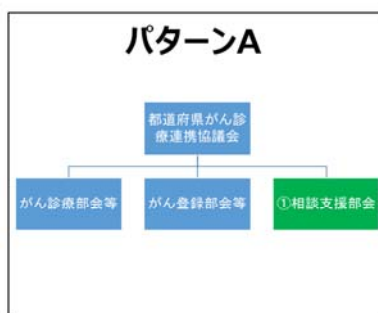 パターンA
都道府県がん診
療連携協議会
がん診療部会等
がん登録部会等
①相談支援部会